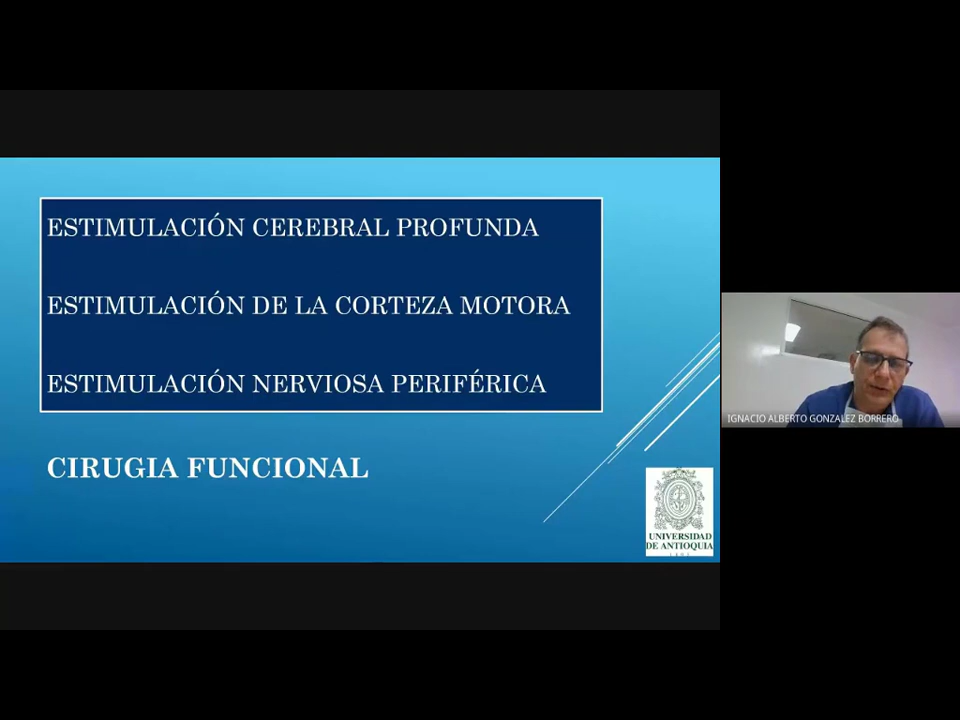 ESTIMULACIÓN CEREBRAL PROFUNDA
ESTIMULACIÓN DE LA CORTEZA MOTORA
ESTIMULACIÓN NERVIOSA PERIFÉRICA
CIRUGIA FUNCIONAL
UNIVERSIDAD
DE ANTIOQUIA
IGNACIO ALBERTO GONZALEZ BORRERO